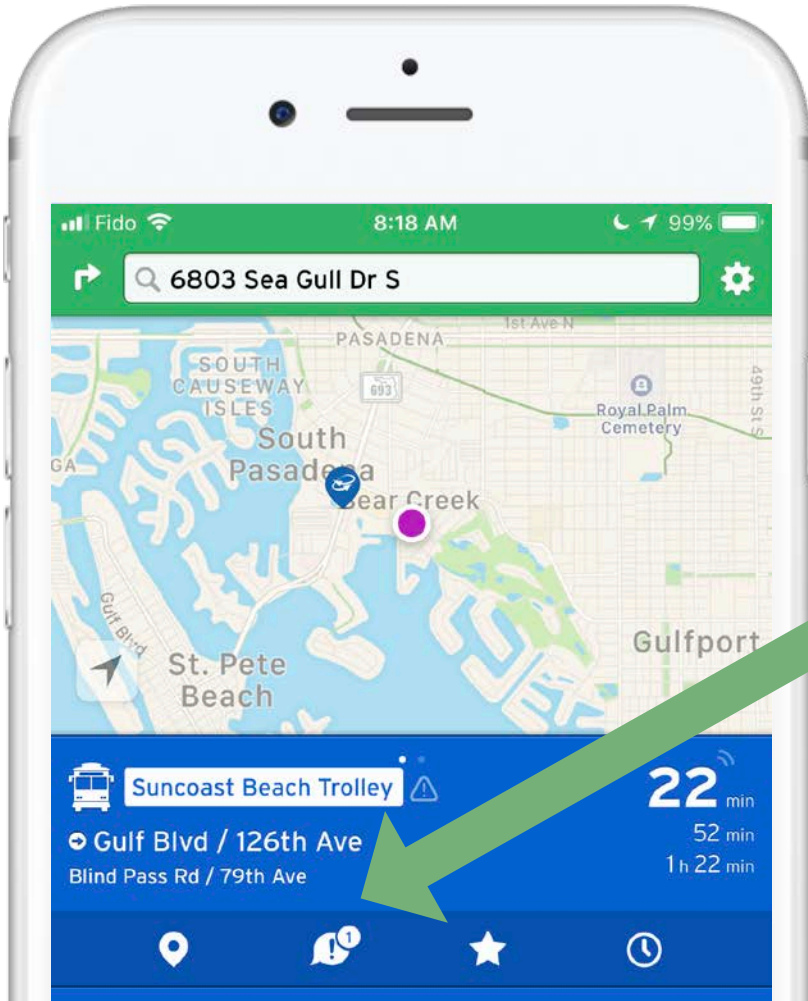 Fido
8:18 AM
99%
6803 Sea Gull Dr S
1st Ave N
PASADENA
SOUTH
CAUSEWAY
ISLES
693
49th St S
Royal Palm
Cemetery
South
Pasadena
GA
Bear Creek
Gulf Blvd
Gulfport
St. Pete
Beach
Suncoast Beach Trolley
22 min
Gulf Blvd / 126th Ave
52 min
Blind Pass Rd / 79th Ave
1 h 22 min
1